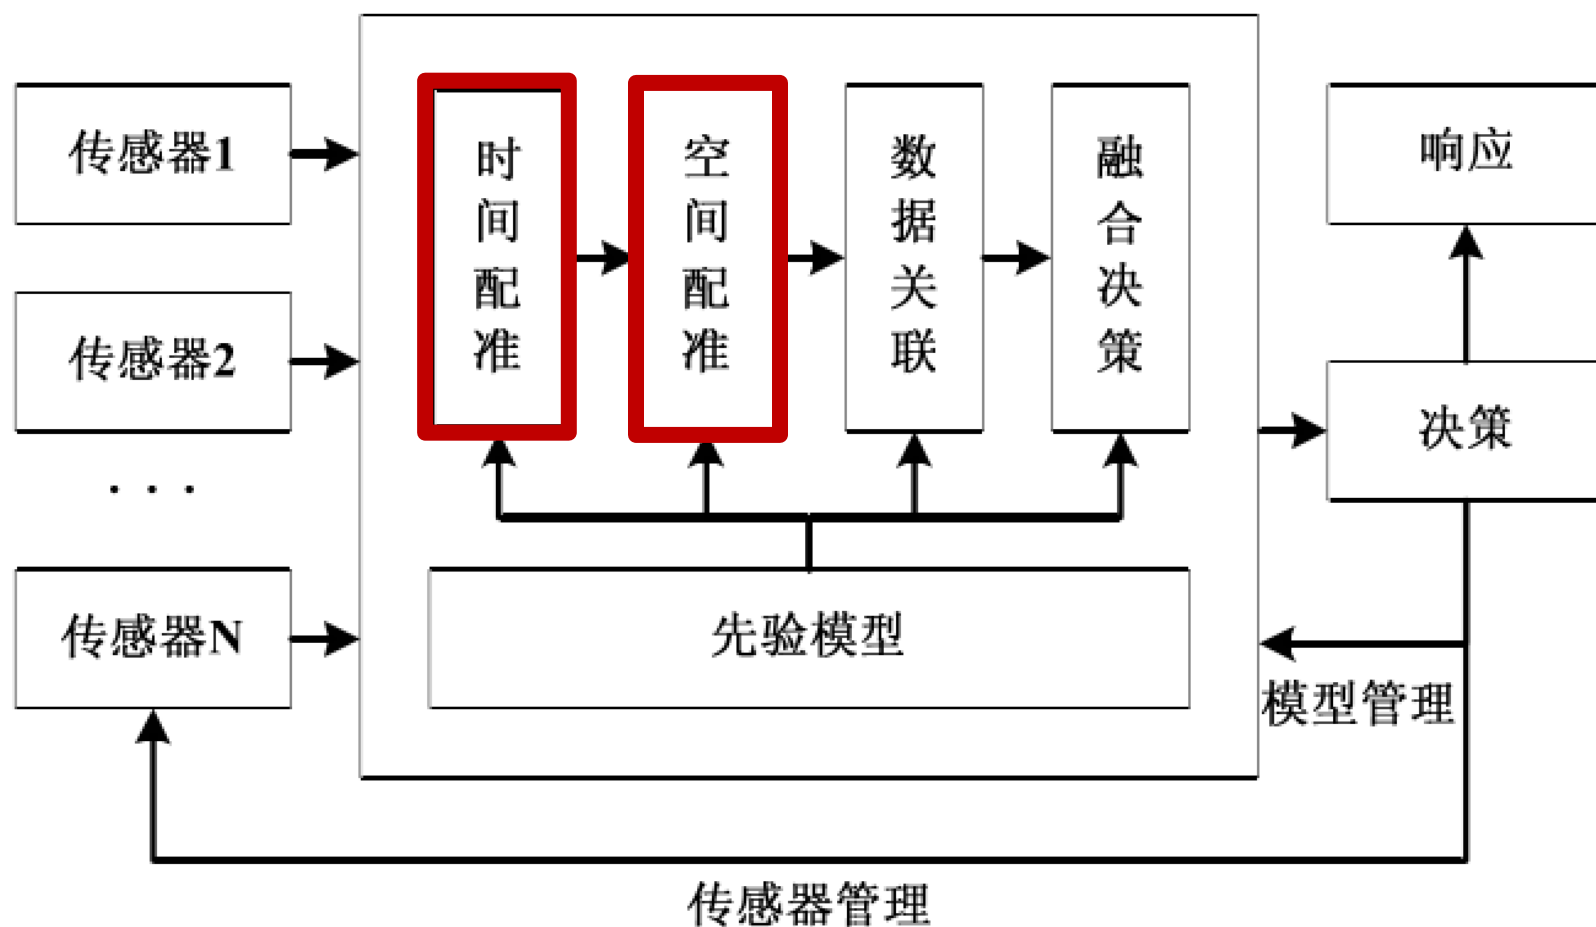 传感器1
传感器2
· · ·
传感器N
时间配准
空间配准
数据关联
融合决策
先验模型
响应
决策
模型管理
传感器管理